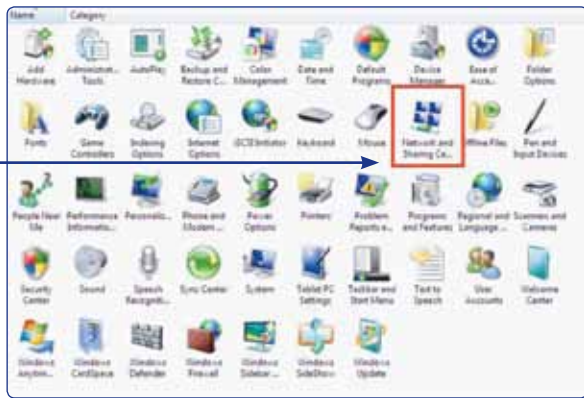 Name Category
Add Administrat... AutoPlay Backup and Color Date and Default Device Ease of Folder
Hardware Tools Restore C... Management Time Programs Manager Acce... Options
Fonts Game Indexing Internet iSCSI Initiator Keyboard Mouse Network and Offline Files Pen and
Controllers Options Options Sharing Ce... Input Devices
People Near Performance Personaliz... Phone and Power Printers Problem Programs Regional and Scanners and
Me Informatio... Modem ... Options Reports a... and Features Language ... Cameras
Security Sound Speech Sync Center System Tablet PC Taskbar and Text to User Welcome
Center Recogniti... Settings Start Menu Speech Accounts Center
Windows Windows Windows Windows Windows Windows Windows
Anytim... CardSpace Defender Firewall Sidebar ... SideShow Update